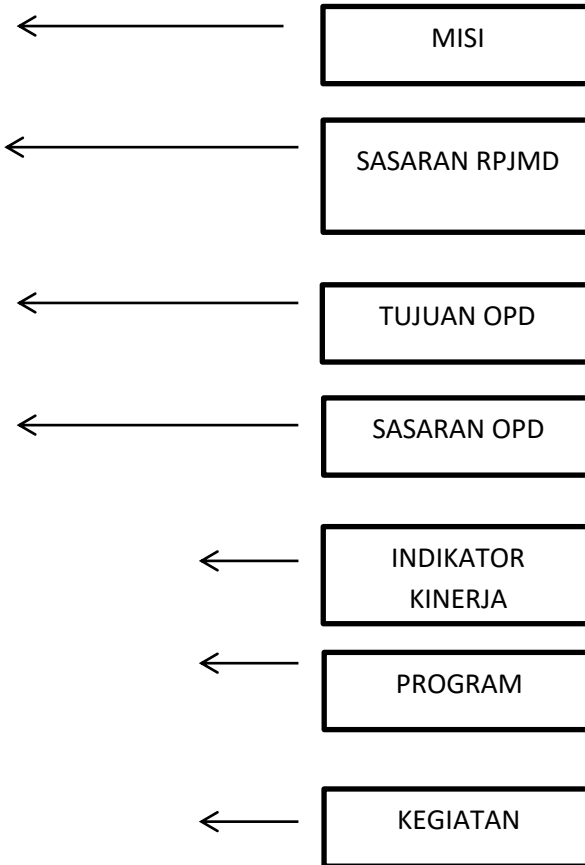 MISI
SASARAN RPJMD
TUJUAN OPD
SASARAN OPD
INDIKATOR
KINERJA
PROGRAM
KEGIATAN